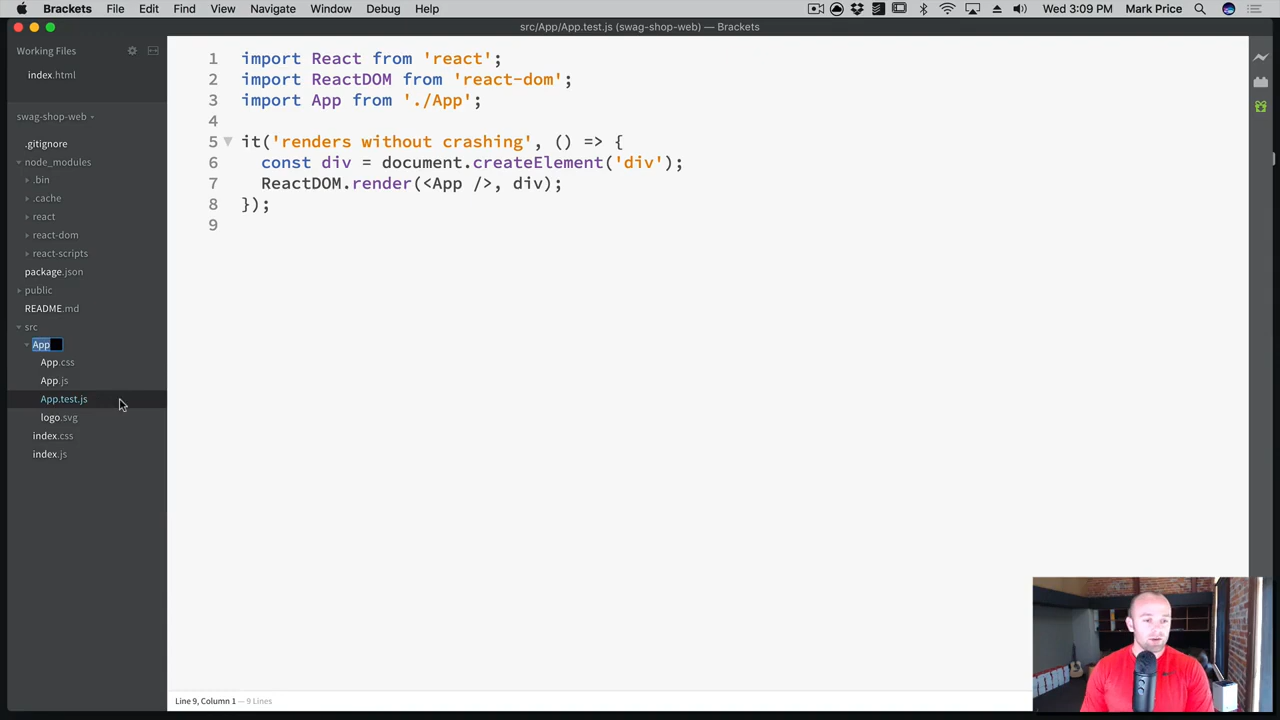 Brackets File Edit Find View Navigate Window Debug Help Wed 3:09 PM Mark Price
src/App/App.test.js (swag-shop-web) — Brackets
Working Files
index.html
swag-shop-web
.gitignore
node_modules
.bin
.cache
react
react-dom
react-scripts
package.json
public
README.md
src
App
App.css
App.js
App.test.js
logo.svg
index.css
index.js
1 import React from 'react';
2 import ReactDOM from 'react-dom';
3 import App from './App';
4
5 it('renders without crashing', () => {
6 const div = document.createElement('div');
7 ReactDOM.render(<App />, div);
8 });
9
Line 9, Column 1 — 9 Lines